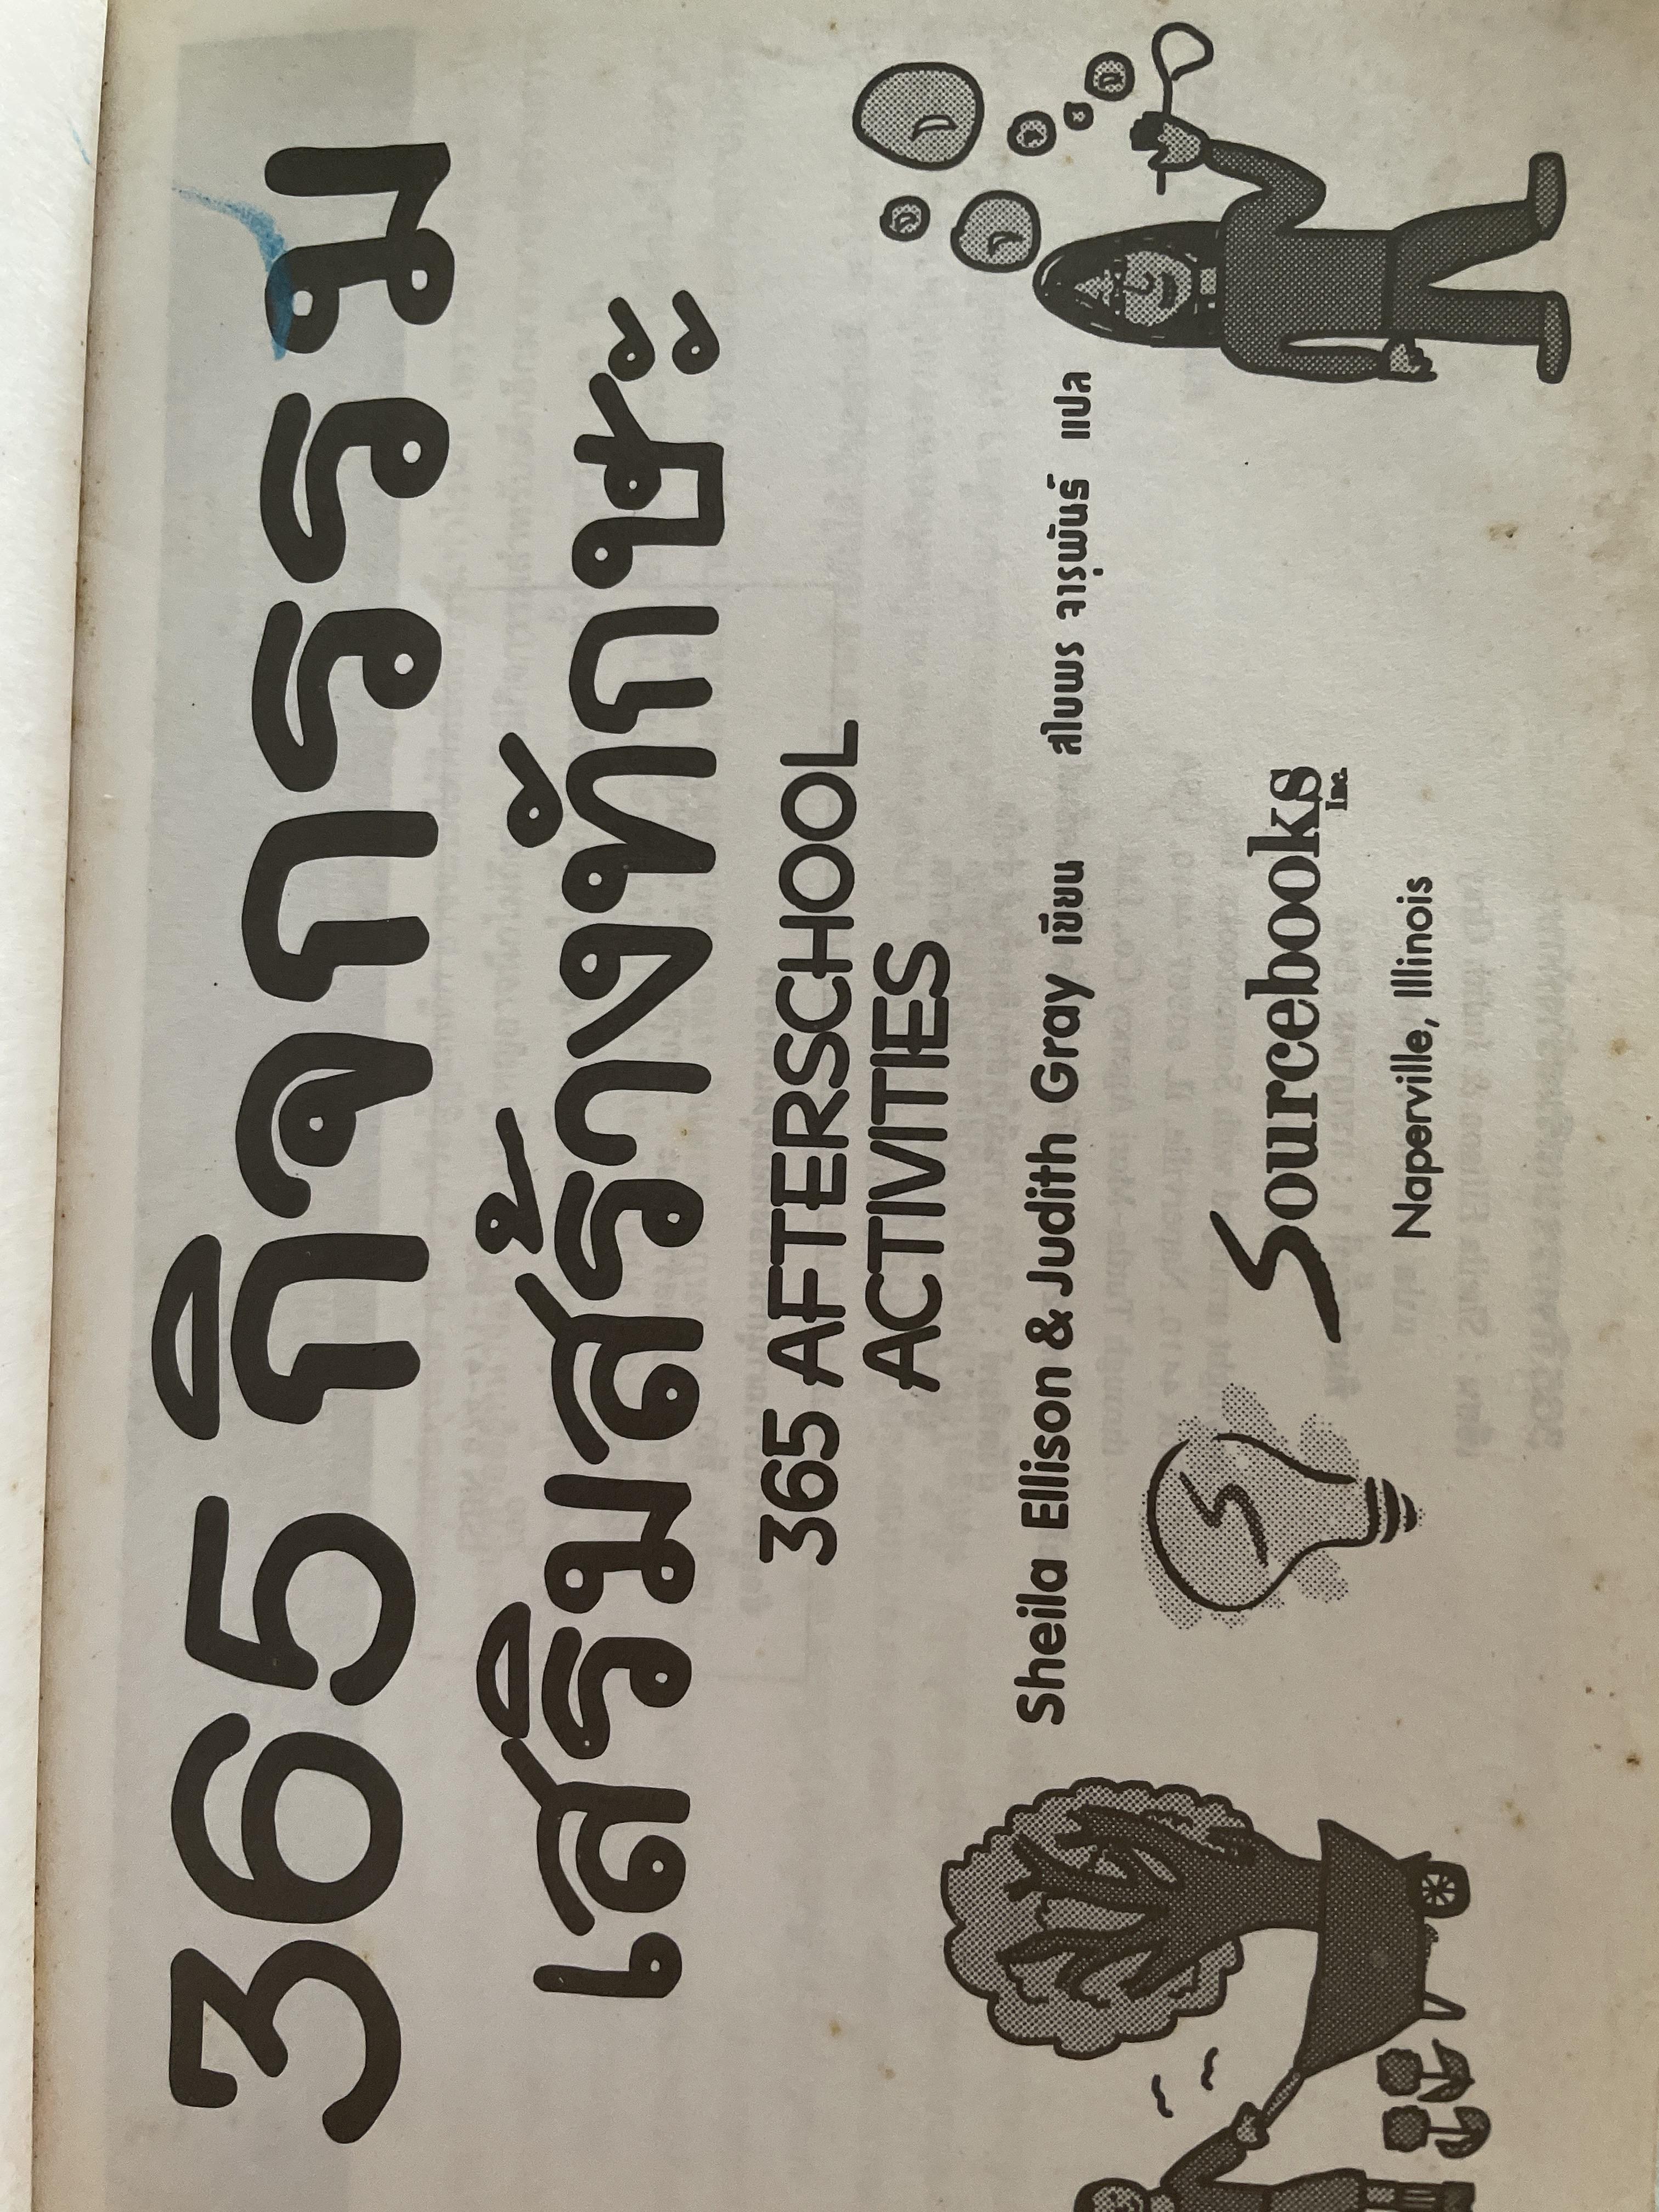 365 กิจกรรม
เสริมสร้างทักษะ
365 AFTERSCHOOL
ACTIVITIES
Sheila Ellison & Judith Gray เขียน สโบพร จารุพันธ์ แปล
Sourcebooks
Inc.
Naperville, Illinois